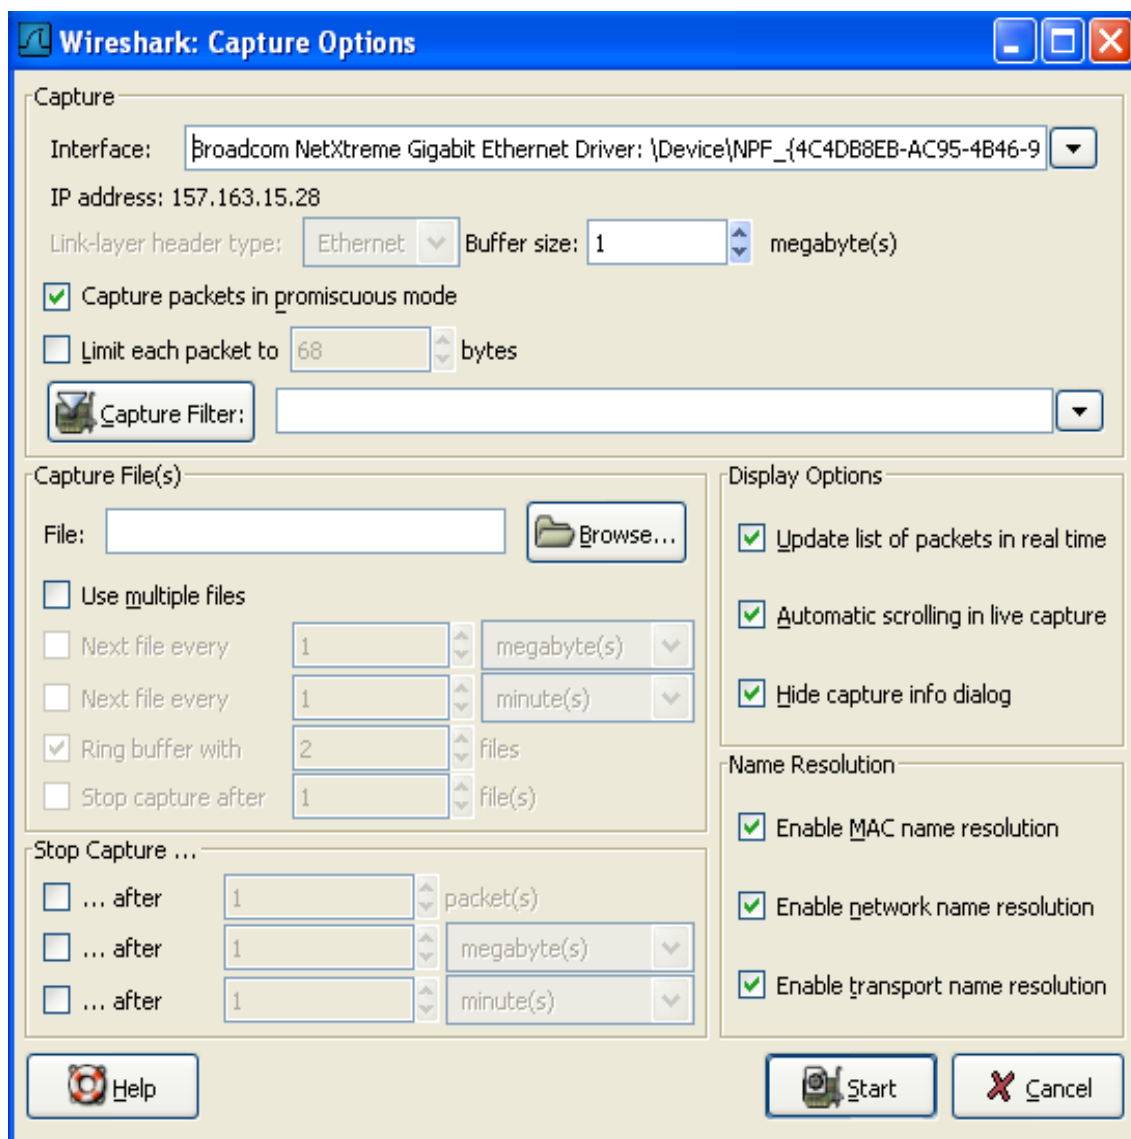 Wireshark: Capture Options
Capture
Interface: Broadcom NetXtreme Gigabit Ethernet Driver: \Device\NPF_{4C4DB8EB-AC95-4B46-9
IP address: 157.163.15.28
Link-layer header type: Ethernet Buffer size: 1 megabyte(s)
Capture packets in promiscuous mode
Limit each packet to 68 bytes
Capture Filter:
Capture File(s)
File: Browse...
Use multiple files
Next file every 1 megabyte(s)
Next file every 1 minute(s)
Ring buffer with 2 files
Stop capture after 1 file(s)
Stop Capture ...
... after 1 packet(s)
... after 1 megabyte(s)
... after 1 minute(s)
Display Options
Update list of packets in real time
Automatic scrolling in live capture
Hide capture info dialog
Name Resolution
Enable MAC name resolution
Enable network name resolution
Enable transport name resolution
Help Start Cancel